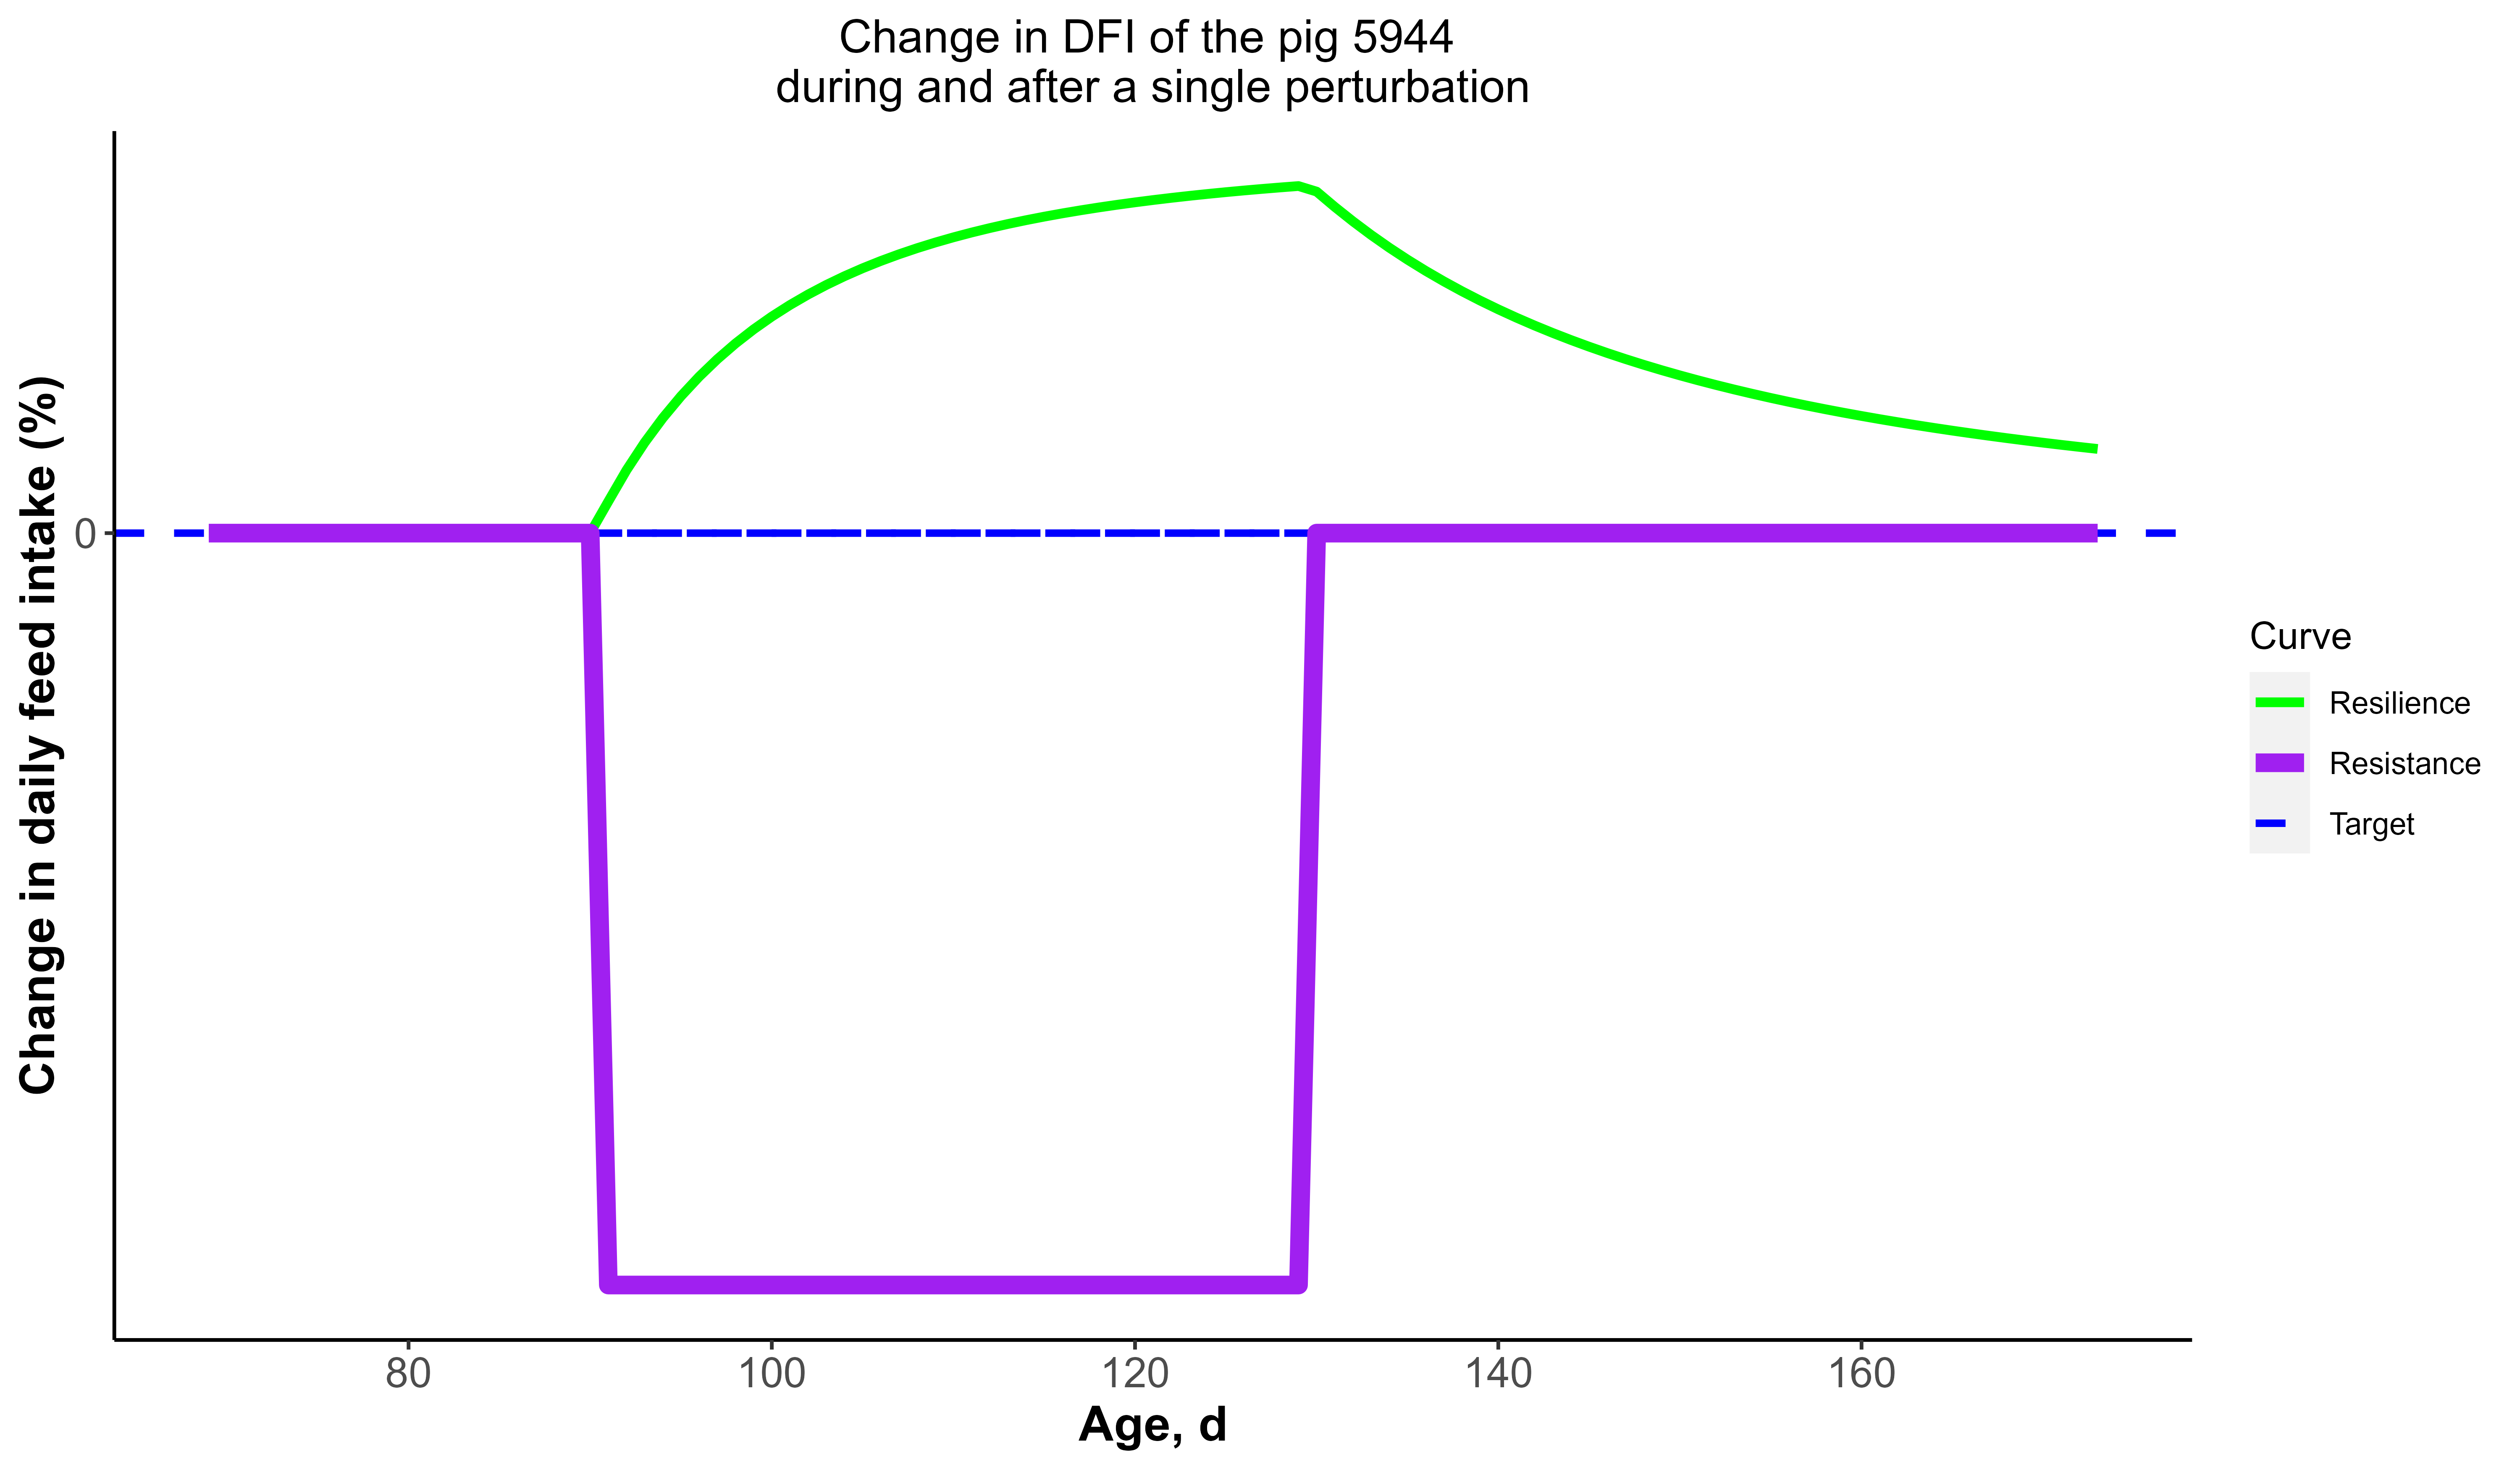 Change in DFI of the pig 5944
during and after a single perturbation
Change in daily feed intake (%)
0
80
100
120
140
160
Age, d
Curve
Resilience
Resistance
Target